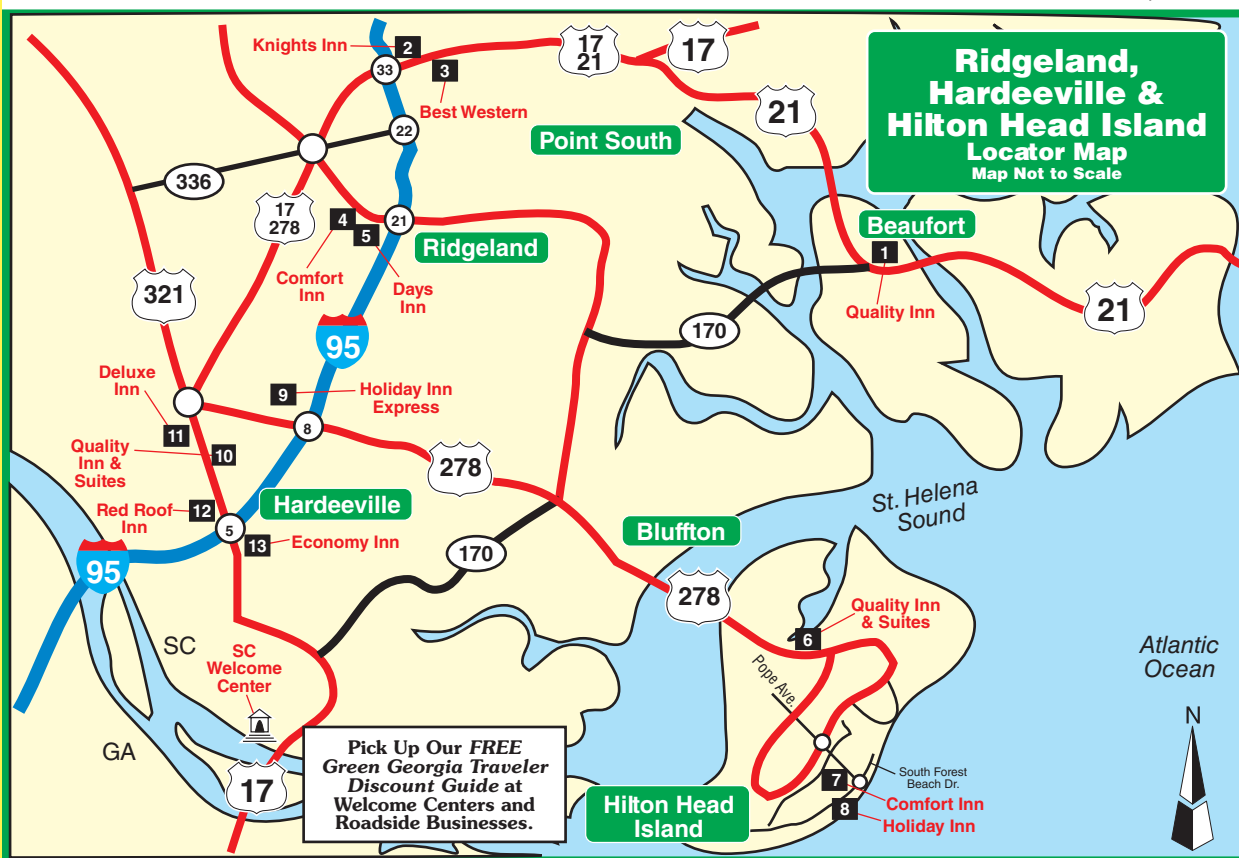 Ridgeland,
Hardeeville &
Hilton Head Island
Locator Map
Map Not to Scale
Knights Inn
2
33
3
Best Western
17
21
17
21
22
Point South
336
17
278
4
5
21
Ridgeland
Comfort
Inn
Days
Inn
Beaufort
1
Quality Inn
21
321
95
170
Deluxe
Inn
11
9
Holiday Inn
Express
8
Quality
Inn &
Suites
10
278
Red Roof
Inn
12
5
Hardeeville
13
Economy Inn
95
170
Bluffton
St. Helena
Sound
278
Quality Inn
& Suites
6
Atlantic
Ocean
SC
GA
SC
Welcome
Center
17
Pick Up Our FREE
Green Georgia Traveler
Discount Guide at
Welcome Centers and
Roadside Businesses.
Pope Ave.
South Forest
Beach Dr.
7
Comfort Inn
8
Holiday Inn
Hilton Head
Island
N